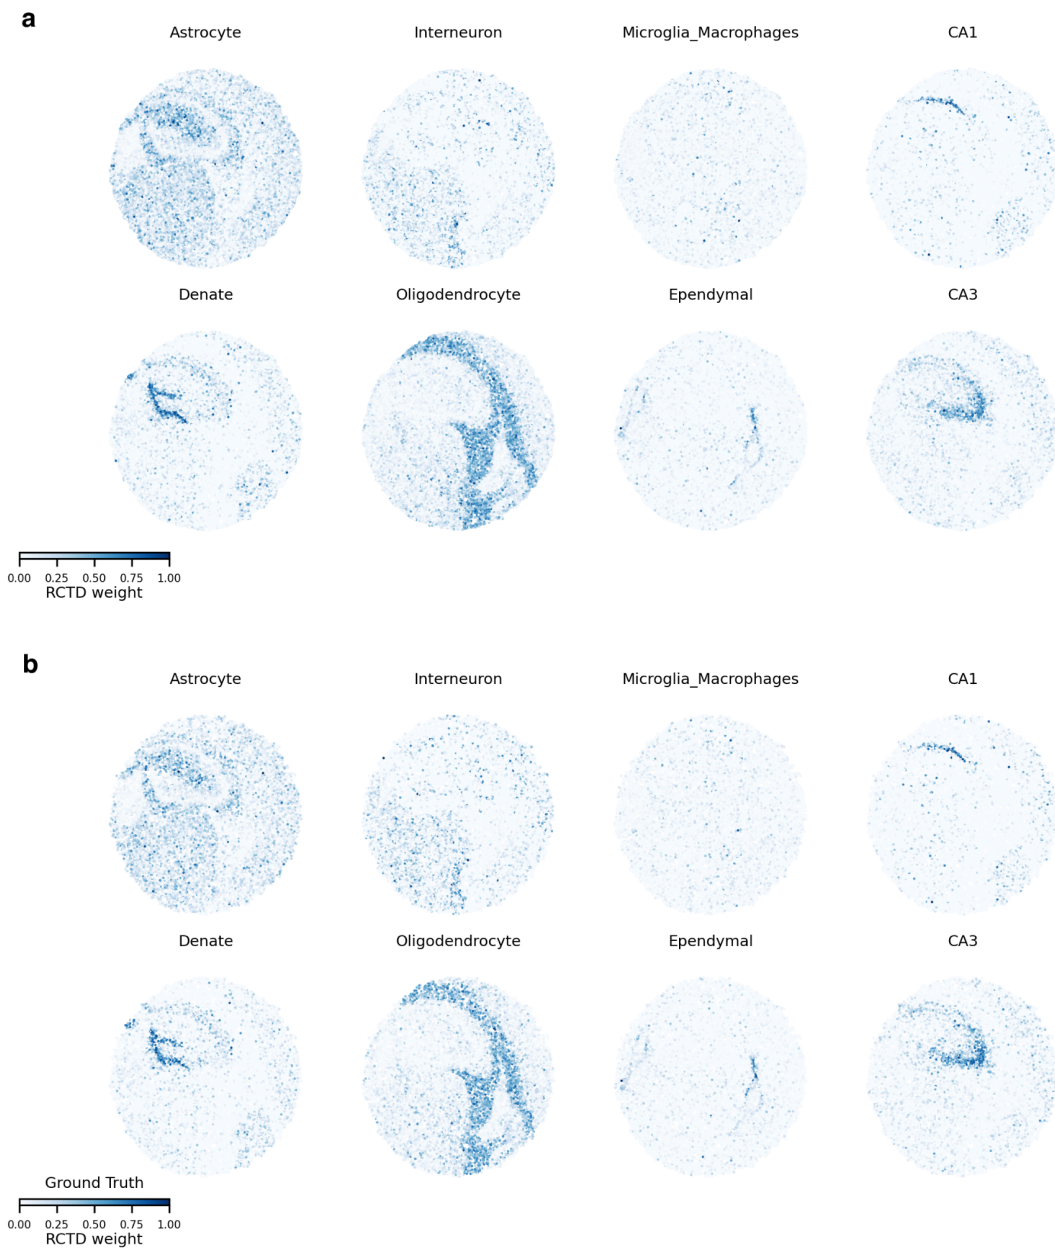 a
Astrocyte Interneuron Microglia_Macrophages CA1
Denate Oligodendrocyte Ependymal CA3
0.00 0.25 0.50 0.75 1.00
RCTD weight
b
Astrocyte Interneuron Microglia_Macrophages CA1
Denate Oligodendrocyte Ependymal CA3
Ground Truth
0.00 0.25 0.50 0.75 1.00
RCTD weight